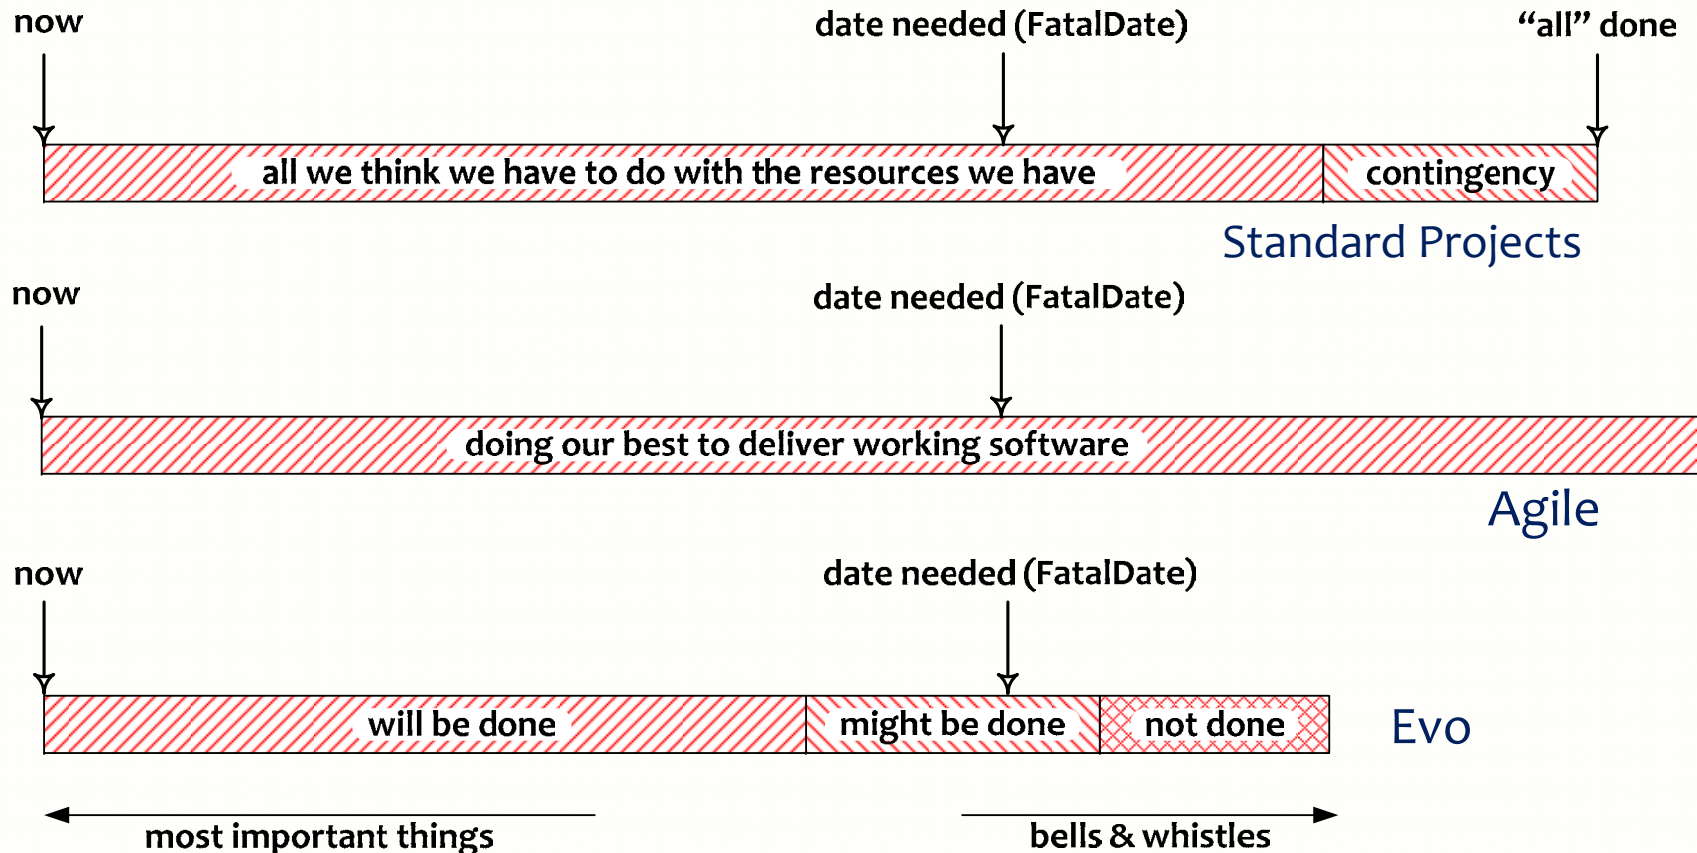 now
date needed (FatalDate)
“all” done
all we think we have to do with the resources we have
contingency
Standard Projects
now
date needed (FatalDate)
doing our best to deliver working software
Agile
now
date needed (FatalDate)
will be done
might be done
not done
Evo
most important things
bells & whistles